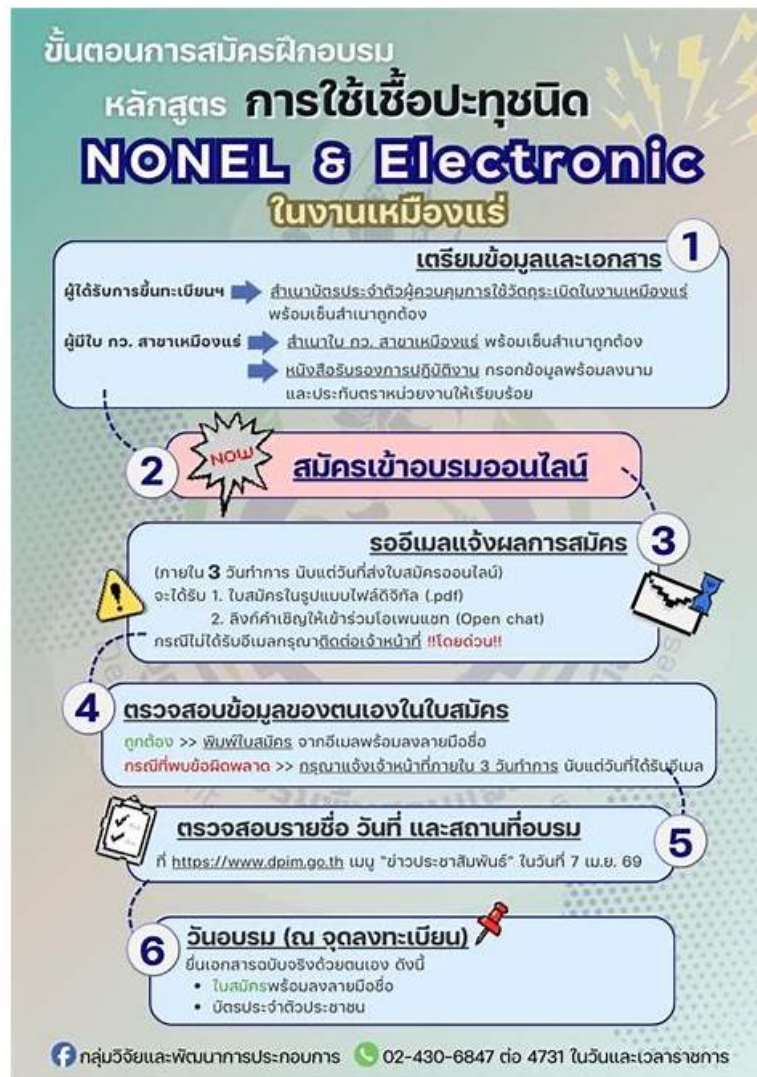 ขั้นตอนการสมัครฝึกอบรม
หลักสูตร การใช้เชื้อปะทุชนิด
NONEL & Electronic
ในงานเหมืองแร่
1
เตรียมข้อมูลและเอกสาร
ผู้ได้รับการขึ้นทะเบียนฯ สำเนาบัตรประจำตัวผู้ควบคุมการใช้วัตถุระเบิดในงานเหมืองแร่
พร้อมเซ็นสำเนาถูกต้อง
ผู้มีใบ กว. สาขาเหมืองแร่ สำเนาใบ กว. สาขาเหมืองแร่ พร้อมเซ็นสำเนาถูกต้อง
หนังสือรับรองการปฏิบัติงาน กรอกข้อมูลพร้อมลงนาม
และประทับตราหน่วยงานให้เรียบร้อย
2
NOW
สมัครเข้าอบรมออนไลน์
3
รออีเมลแจ้งผลการสมัคร
(ภายใน 3 วันทำการ นับแต่วันที่ส่งใบสมัครออนไลน์)
จะได้รับ 1. ใบสมัครในรูปแบบไฟล์ดิจิทัล (.pdf)
2. ลิงก์คำเชิญให้เข้าร่วมโอเพนแชท (Open chat)
กรณีไม่ได้รับอีเมลกรุณาติดต่อเจ้าหน้าที่ !!โดยด่วน!!
4
ตรวจสอบข้อมูลของตนเองในใบสมัคร
ถูกต้อง >> พิมพ์ใบสมัคร จากอีเมลพร้อมลงลายมือชื่อ
กรณีที่พบข้อผิดพลาด >> กรุณาแจ้งเจ้าหน้าที่ภายใน 3 วันทำการ นับแต่วันที่ได้รับอีเมล
5
ตรวจสอบรายชื่อ วันที่ และสถานที่อบรม
ที่ https://www.dpim.go.th เมนู "ข่าวประชาสัมพันธ์" ในวันที่ 7 เม.ย. 69
6
วันอบรม (ณ จุดลงทะเบียน)
ยื่นเอกสารฉบับจริงด้วยตนเอง ดังนี้
• ใบสมัครพร้อมลงลายมือชื่อ
• บัตรประจำตัวประชาชน
กลุ่มวิจัยและพัฒนาการประกอบการ 02-430-6847 ต่อ 4731 ในวันและเวลาราชการ